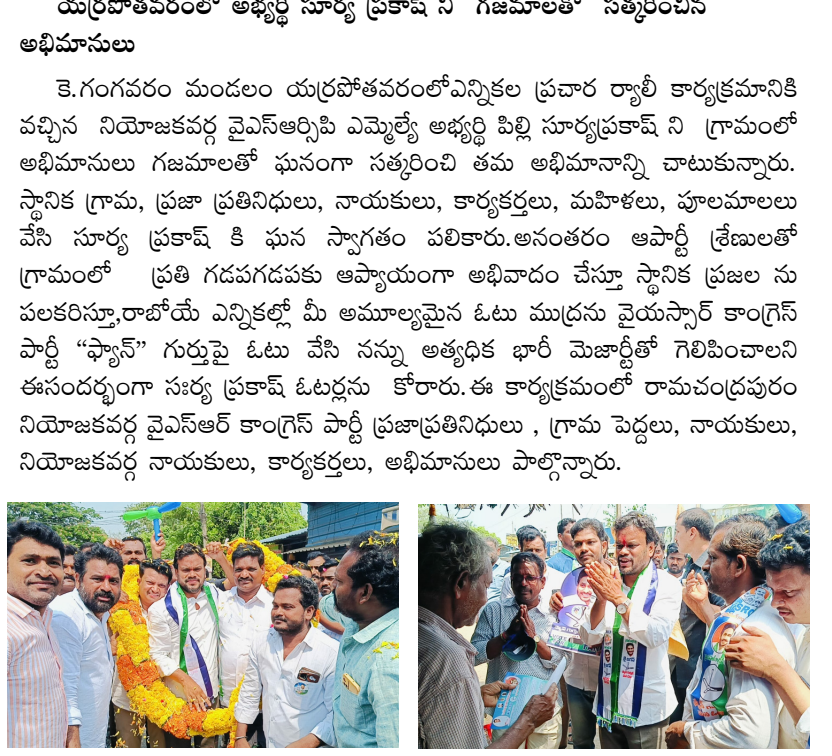 యర్రపోతవరంలో అభ్యర్థి సూర్య ప్రకాష్ ని గజమాలతో సత్కరించిన
అభిమానులు
కె.గంగవరం మండలం యర్రపోతవరంలోఎన్నికల ప్రచార ర్యాలీ కార్యక్రమానికి
వచ్చిన నియోజకవర్గ వైఎస్ఆర్సిపి ఎమ్మెల్యే అభ్యర్థి పిల్లి సూర్యప్రకాష్ ని గ్రామంలో
అభిమానులు గజమాలతో ఘనంగా సత్కరించి తమ అభిమానాన్ని చాటుకున్నారు.
స్థానిక గ్రామ, ప్రజా ప్రతినిధులు, నాయకులు, కార్యకర్తలు, మహిళలు, పూలమాలలు
వేసి సూర్య ప్రకాష్ కి ఘన స్వాగతం పలికారు.అనంతరం ఆపార్టీ శ్రేణులతో
గ్రామంలో ప్రతి గడపగడపకు ఆప్యాయంగా అభివాదం చేస్తూ స్థానిక ప్రజల ను
పలకరిస్తూ,రాబోయే ఎన్నికల్లో మీ అమూల్యమైన ఓటు ముద్రను వైయస్సార్ కాంగ్రెస్
పార్టీ “ఫ్యాన్” గుర్తుపై ఓటు వేసి నన్ను అత్యధిక భారీ మెజార్టీతో గెలిపించాలని
ఈసందర్భంగా సఃర్య ప్రకాష్ ఓటర్లను కోరారు.ఈ కార్యక్రమంలో రామచంద్రపురం
నియోజకవర్గ వైఎస్ఆర్ కాంగ్రెస్ పార్టీ ప్రజాప్రతినిధులు , గ్రామ పెద్దలు, నాయకులు,
నియోజకవర్గ నాయకులు, కార్యకర్తలు, అభిమానులు పాల్గొన్నారు.